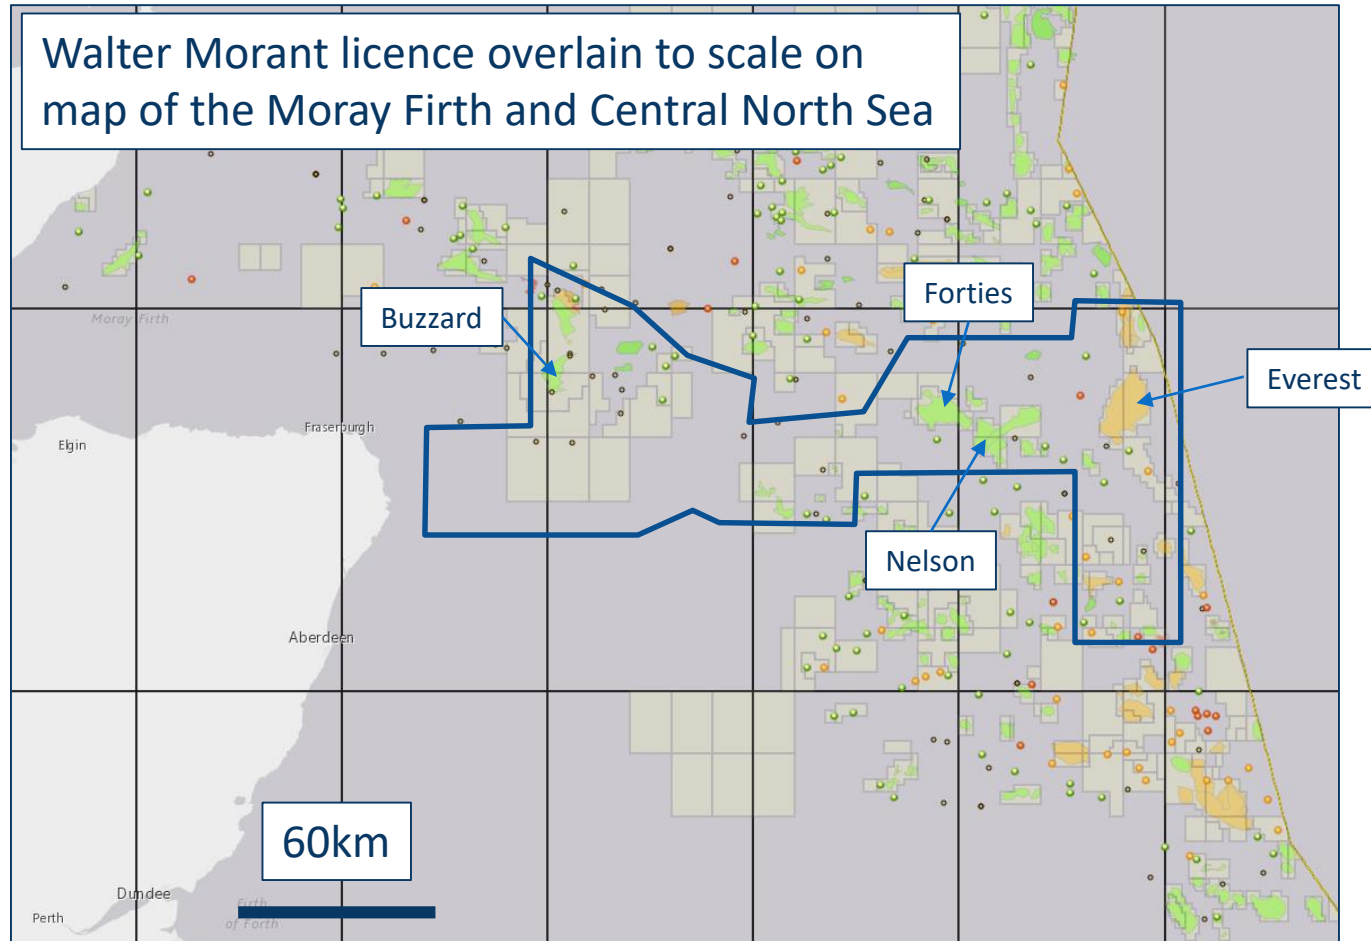 Walter Morant licence overlain to scale on
map of the Moray Firth and Central North Sea
Forties
Buzzard
Moray Firth
Everest
Fraserburgh
Elgin
Nelson
Aberdeen
60km
Dundee
Firth
of Forth
Perth